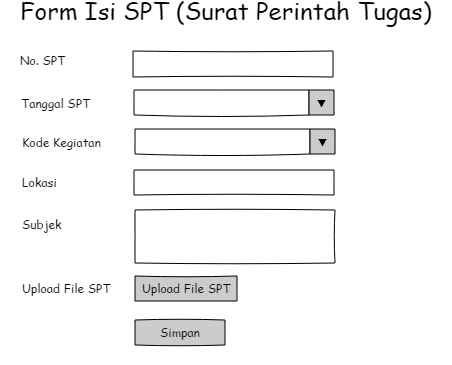 Form Isi SPT (Surat Perintah Tugas)
No. SPT
Tanggal SPT
Kode Kegiatan
Lokasi
Subjek
Upload File SPT Upload File SPT
Simpan